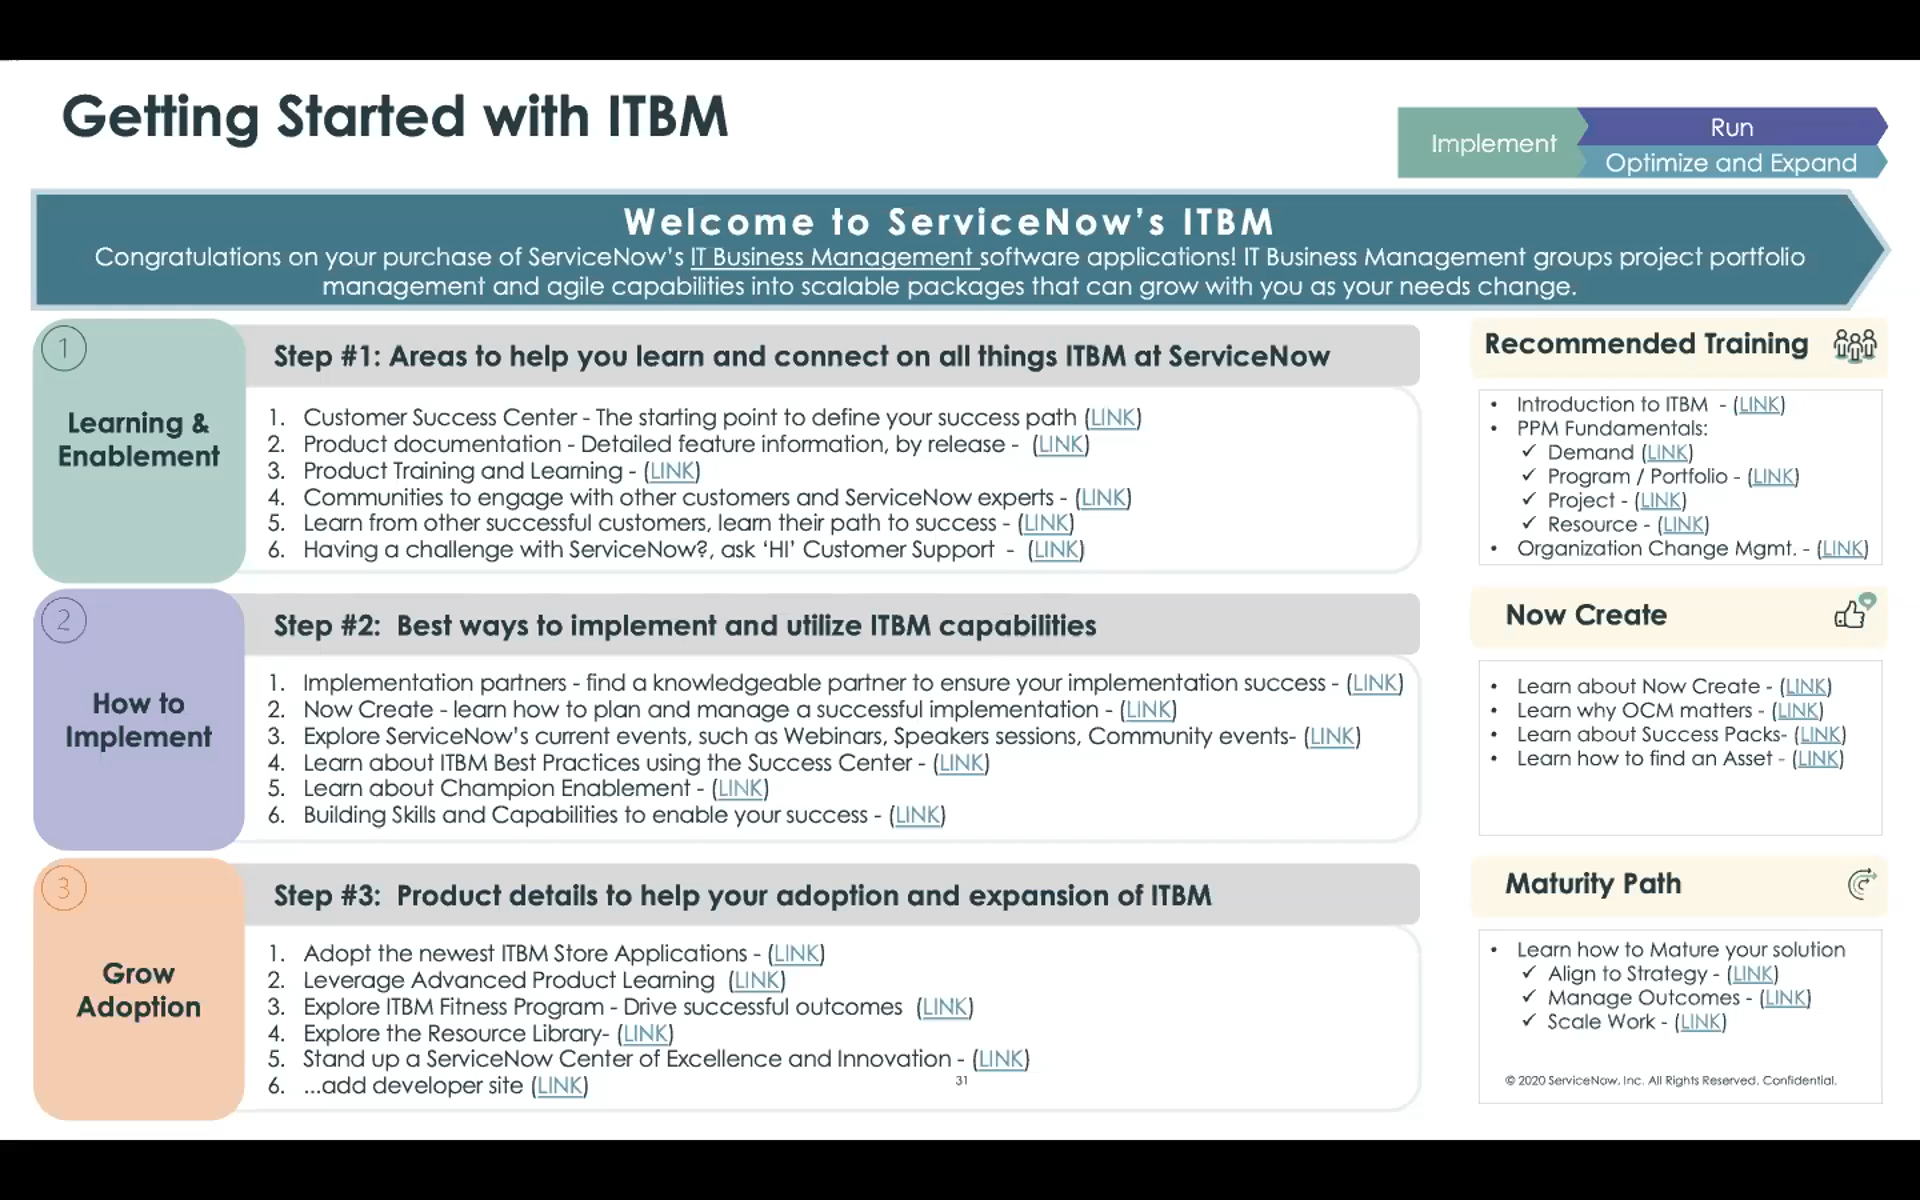 Getting Started with ITBM
Implement
Run
Optimize and Expand
Welcome to ServiceNow’s ITBM
Congratulations on your purchase of ServiceNow’s IT Business Management software applications! IT Business Management groups project portfolio
management and agile capabilities into scalable packages that can grow with you as your needs change.
1
Learning &
Enablement
Step #1: Areas to help you learn and connect on all things ITBM at ServiceNow
1. Customer Success Center - The starting point to define your success path (LINK)
2. Product documentation - Detailed feature information, by release - (LINK)
3. Product Training and Learning - (LINK)
4. Communities to engage with other customers and ServiceNow experts - (LINK)
5. Learn from other successful customers, learn their path to success - (LINK)
6. Having a challenge with ServiceNow?, ask ‘HI’ Customer Support - (LINK)
Recommended Training
• Introduction to ITBM - (LINK)
• PPM Fundamentals:
✓ Demand (LINK)
✓ Program / Portfolio - (LINK)
✓ Project - (LINK)
✓ Resource - (LINK)
• Organization Change Mgmt. - (LINK)
2
How to
Implement
Step #2: Best ways to implement and utilize ITBM capabilities
1. Implementation partners - find a knowledgeable partner to ensure your implementation success - (LINK)
2. Now Create - learn how to plan and manage a successful implementation - (LINK)
3. Explore ServiceNow’s current events, such as Webinars, Speakers sessions, Community events- (LINK)
4. Learn about ITBM Best Practices using the Success Center - (LINK)
5. Learn about Champion Enablement - (LINK)
6. Building Skills and Capabilities to enable your success - (LINK)
Now Create
• Learn about Now Create - (LINK)
• Learn why OCM matters - (LINK)
• Learn about Success Packs- (LINK)
• Learn how to find an Asset - (LINK)
3
Grow
Adoption
Step #3: Product details to help your adoption and expansion of ITBM
1. Adopt the newest ITBM Store Applications - (LINK)
2. Leverage Advanced Product Learning (LINK)
3. Explore ITBM Fitness Program - Drive successful outcomes (LINK)
4. Explore the Resource Library- (LINK)
5. Stand up a ServiceNow Center of Excellence and Innovation - (LINK)
6. ...add developer site (LINK)
31
Maturity Path
• Learn how to Mature your solution
✓ Align to Strategy - (LINK)
✓ Manage Outcomes - (LINK)
✓ Scale Work - (LINK)
© 2020 ServiceNow, Inc. All Rights Reserved. Confidential.